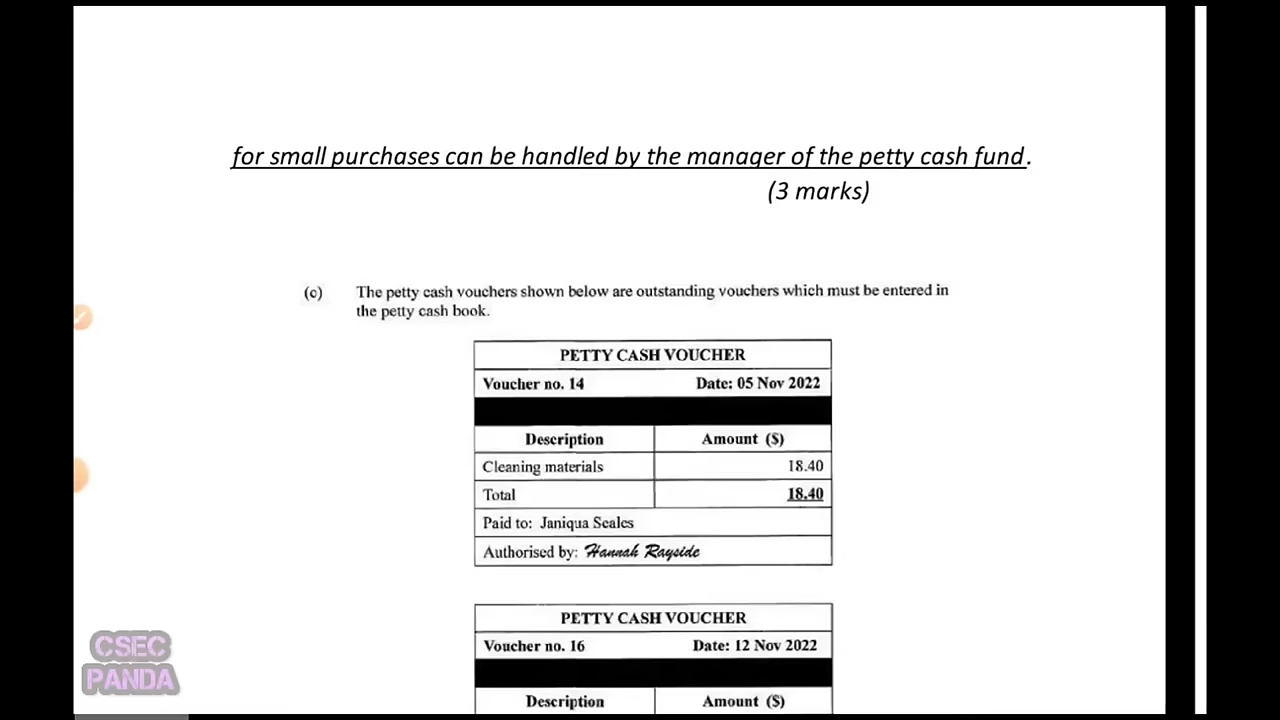 for small purchases can be handled by the manager of the petty cash fund.
(3 marks)
(c) The petty cash vouchers shown below are outstanding vouchers which must be entered in
the petty cash book.
PETTY CASH VOUCHER
Voucher no. 14 Date: 05 Nov 2022
Description Amount ($)
Cleaning materials 18.40
Total 18.40
Paid to: Janiqua Seales
Authorised by: Hannah Rayside
PETTY CASH VOUCHER
Voucher no. 16 Date: 12 Nov 2022
Description Amount ($)
CSEC
PANDA